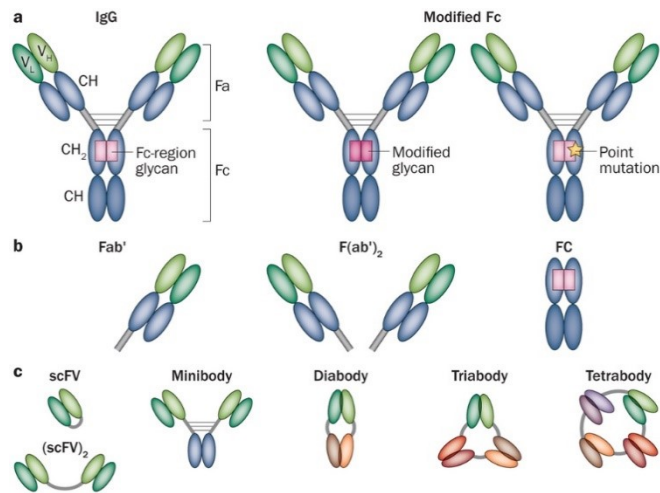 a
IgG
Modified Fc
VL
VH
CH
Fa
CH2
Fc-region
glycan
Fc
CH
Modified
glycan
Point
mutation
b
Fab'
F(ab')2
FC
c
scFV
Minibody
Diabody
Triabody
Tetrabody
(scFV)2